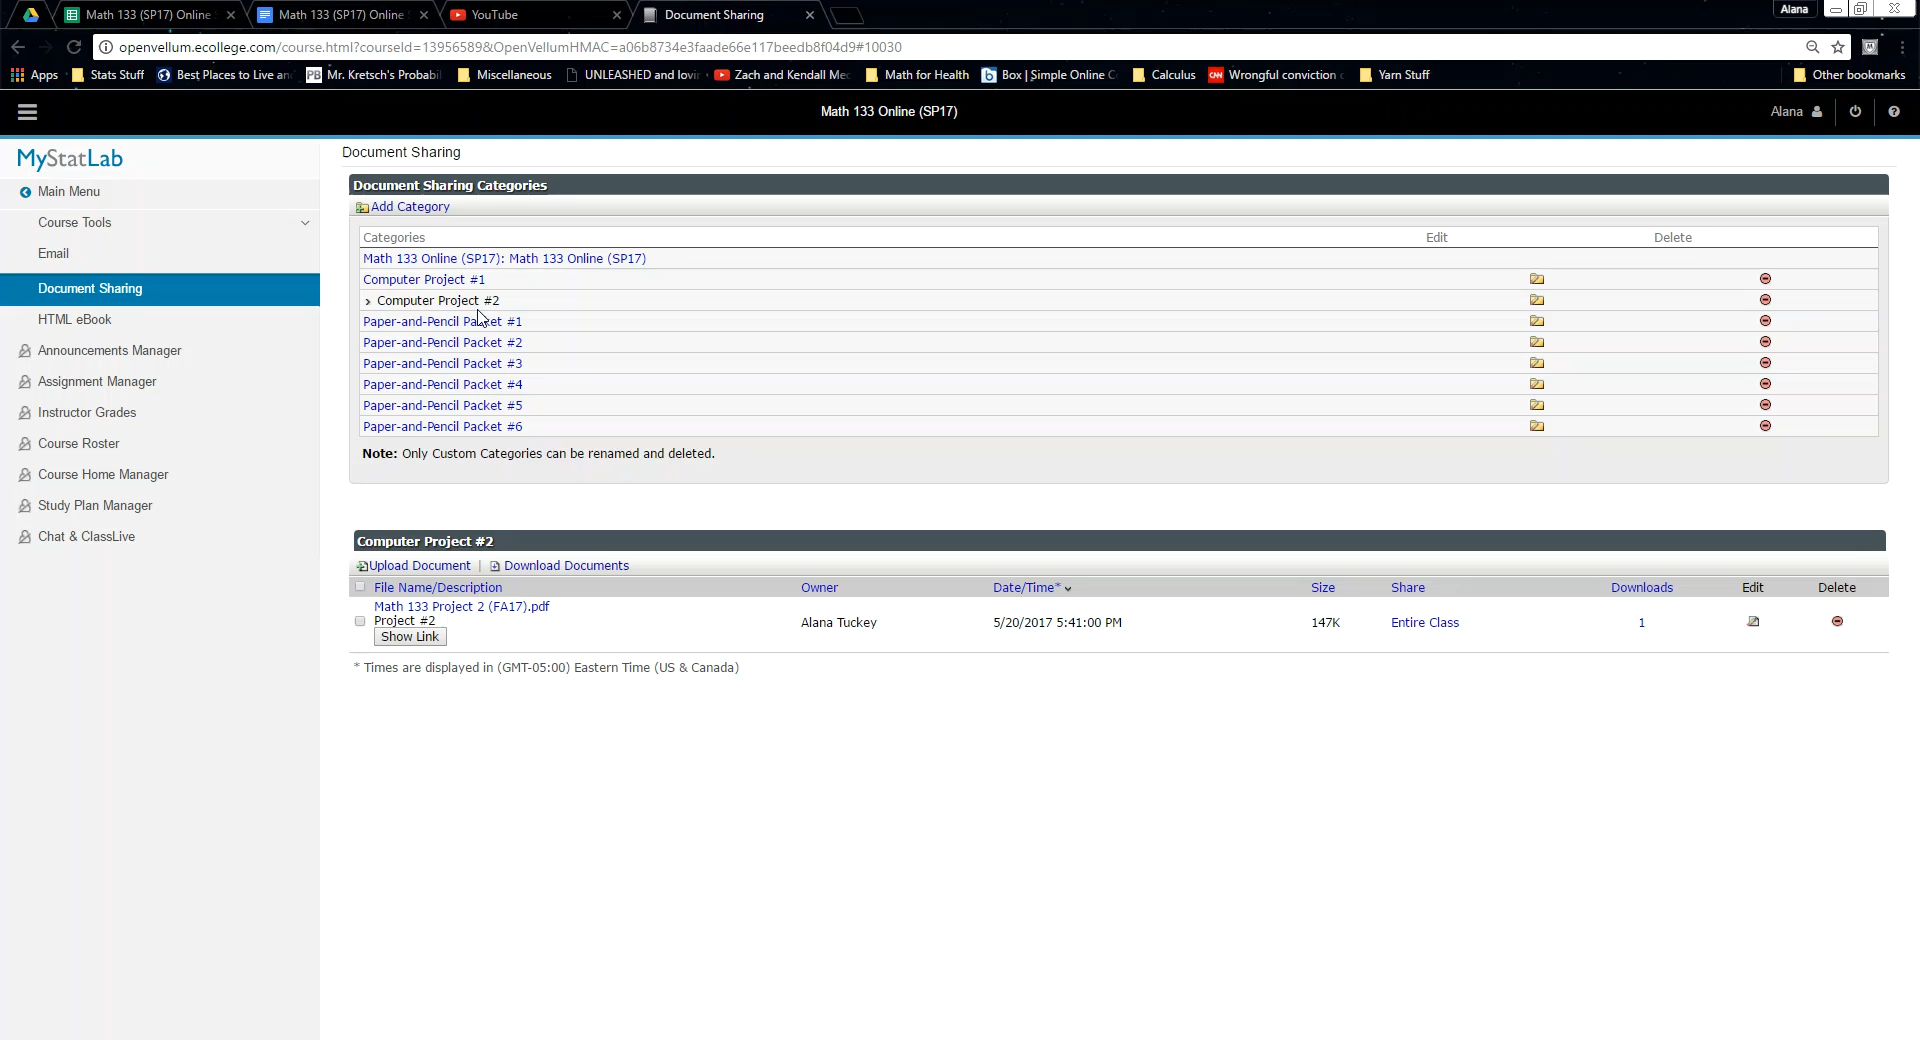 Math 133 (SP17) Online
Math 133 (SP17) Online
YouTube
Document Sharing
Alana
openvellum.ecollege.com/course.html?courseId=13956589&OpenVellumHMAC=a06b8734e3faade66e117beedb8f04d9#10030
Apps
Stats Stuff
Best Places to Live an
PB Mr. Kretsch's Probabil
Miscellaneous
UNLEASHED and lovin
Zach and Kendall Me
Math for Health
Box | Simple Online C
Calculus
CNN Wrongful conviction
Yarn Stuff
Other bookmarks
Math 133 Online (SP17)
Alana
MyStatLab
Main Menu
Course Tools
Email
Document Sharing
HTML eBook
Announcements Manager
Assignment Manager
Instructor Grades
Course Roster
Course Home Manager
Study Plan Manager
Chat & ClassLive
Document Sharing
Document Sharing Categories
Add Category
Categories Edit Delete
Math 133 Online (SP17): Math 133 Online (SP17)
Computer Project #1
› Computer Project #2
Paper-and-Pencil Packet #1
Paper-and-Pencil Packet #2
Paper-and-Pencil Packet #3
Paper-and-Pencil Packet #4
Paper-and-Pencil Packet #5
Paper-and-Pencil Packet #6
Note: Only Custom Categories can be renamed and deleted.
Computer Project #2
Upload Document | Download Documents
File Name/Description Owner Date/Time* Size Share Downloads Edit Delete
Math 133 Project 2 (FA17).pdf
Project #2 Alana Tuckey 5/20/2017 5:41:00 PM 147K Entire Class 1
Show Link
* Times are displayed in (GMT-05:00) Eastern Time (US & Canada)